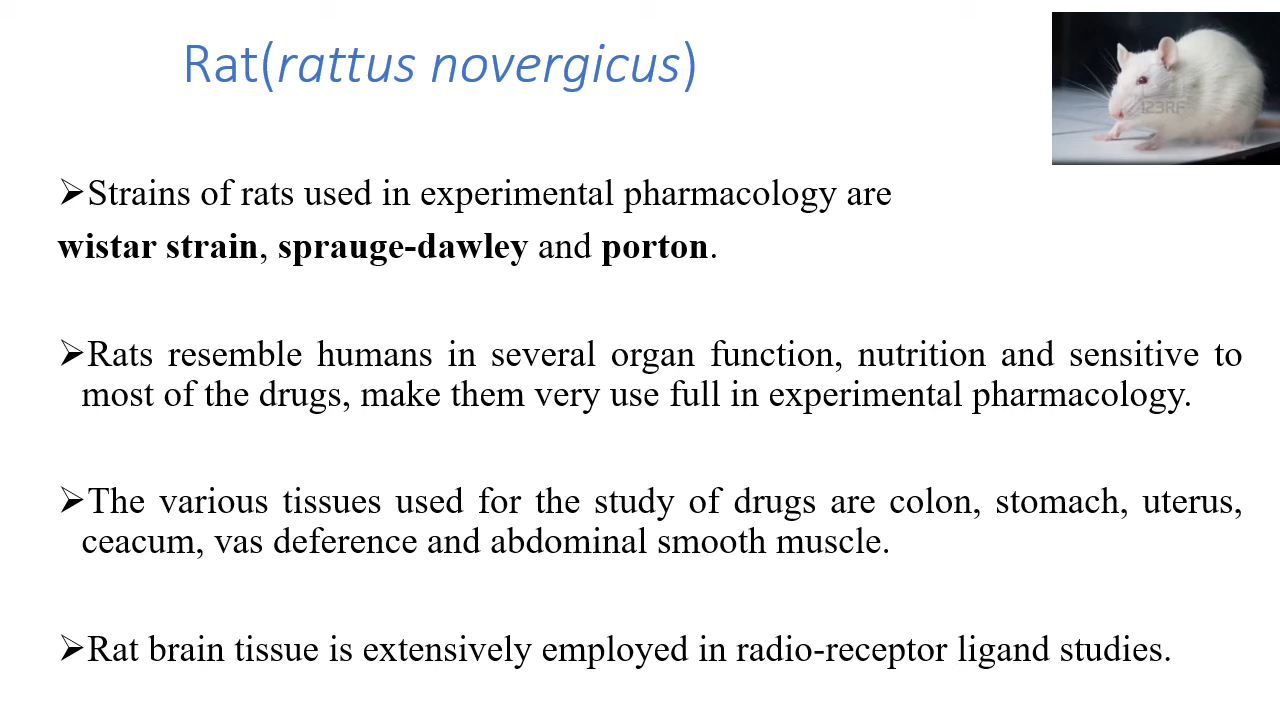 Rat(rattus novergicus)
123RF
➢Strains of rats used in experimental pharmacology are
wistar strain, sprauge-dawley and porton.
➢Rats resemble humans in several organ function, nutrition and sensitive to
most of the drugs, make them very use full in experimental pharmacology.
➢The various tissues used for the study of drugs are colon, stomach, uterus,
ceacum, vas deference and abdominal smooth muscle.
➢Rat brain tissue is extensively employed in radio-receptor ligand studies.